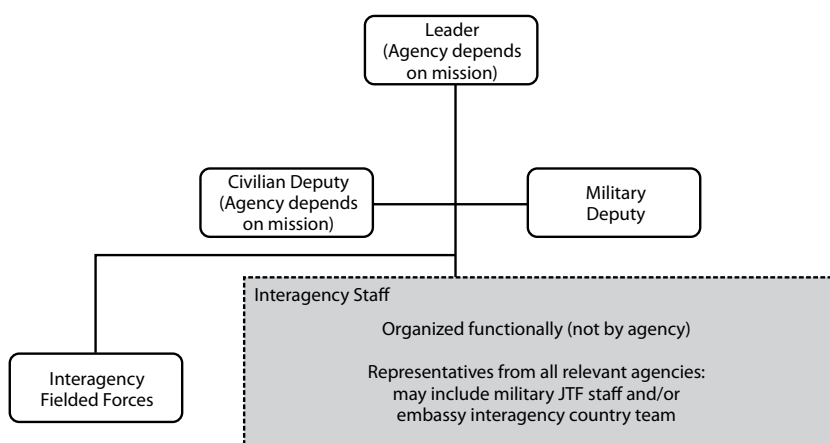 Leader
(Agency depends
on mission)
Civilian Deputy
(Agency depends
on mission)
Military
Deputy
Interagency Staff
Organized functionally (not by agency)
Representatives from all relevant agencies:
may include military JTF staff and/or
embassy interagency country team
Interagency
Fielded Forces